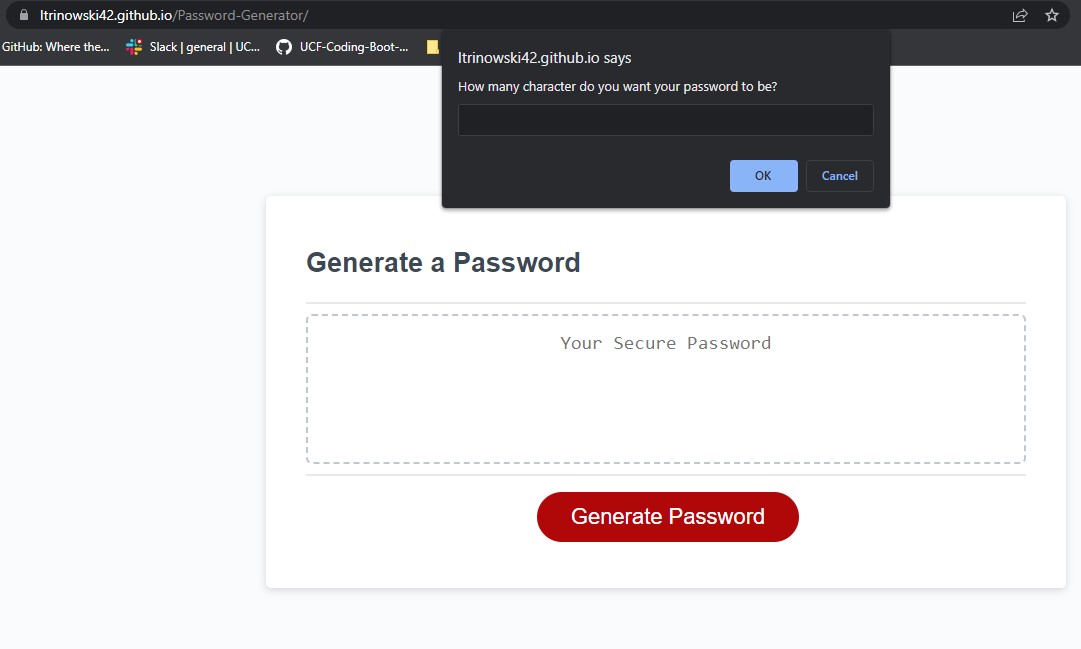 ltrinowski42.github.io/Password-Generator/
GitHub: Where the... Slack | general | UC... UCF-Coding-Boot-...
ltrinowski42.github.io says
How many character do you want your password to be?
OK Cancel
Generate a Password
Your Secure Password
Generate Password